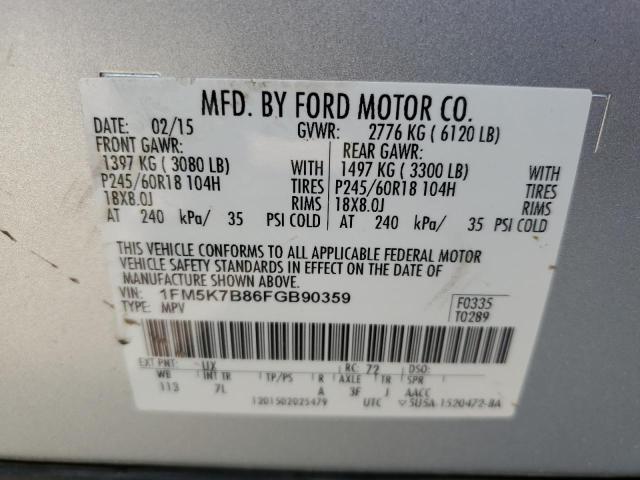 MFD. BY FORD MOTOR CO.
DATE: 02/15 GVWR: 2776 KG ( 6120 LB)
FRONT GAWR: REAR GAWR:
1397 KG ( 3080 LB) WITH 1497 KG ( 3300 LB) WITH
P245/60R18 104H TIRES P245/60R18 104H TIRES
18X8.0J RIMS 18X8.0J RIMS
AT 240 kPa/ 35 PSI COLD AT 240 kPa/ 35 PSI COLD
THIS VEHICLE CONFORMS TO ALL APPLICABLE FEDERAL MOTOR
VEHICLE SAFETY STANDARDS IN EFFECT ON THE DATE OF
MANUFACTURE SHOWN ABOVE.
VIN: 1FM5K7B86FGB90359 F0335
TYPE: MPV T0289
EXT PNT: UX RC: 72 DSO:
WB INT TR TP/PS R AXLE TR SPR
113 7L A 3F J AACC
1201502025479 UTC 5U5A-1520472-BA